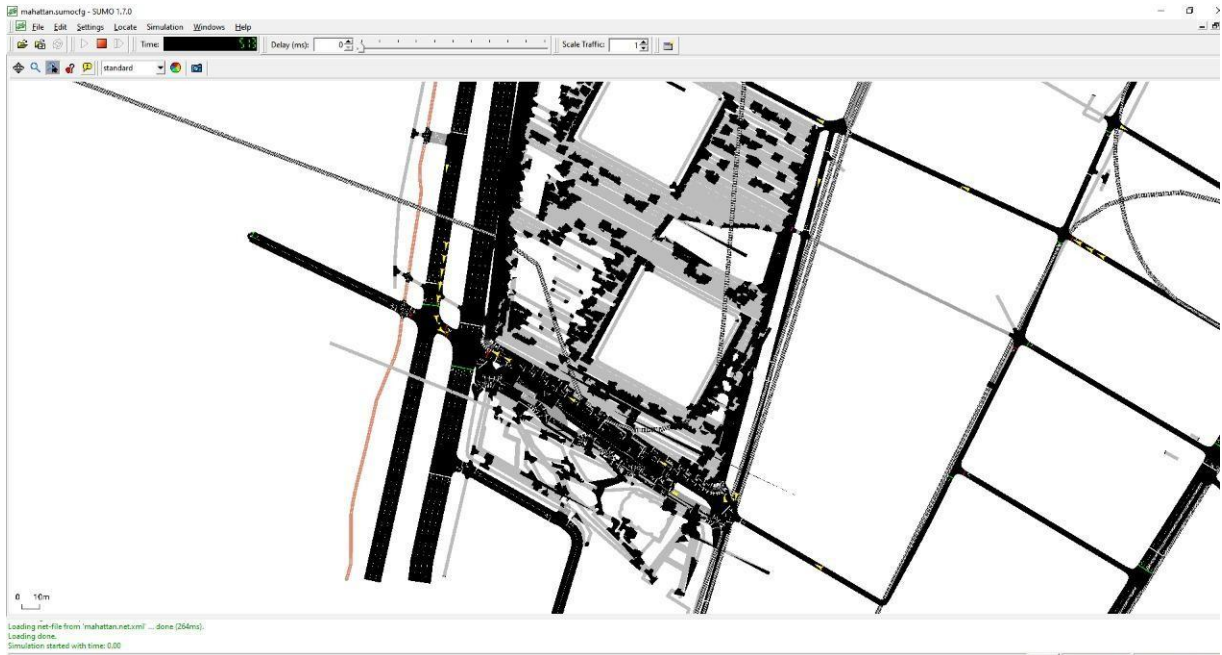 mahattan.sumocfg - SUMO 1.7.0
File Edit Settings Locate Simulation Windows Help
Time: 513 Delay (ms): 0 Scale Traffic: 1
standard
0 10m
Loading net-file from 'mahattan.net.xml' ... done (264ms).
Loading done.
Simulation started with time: 0.00